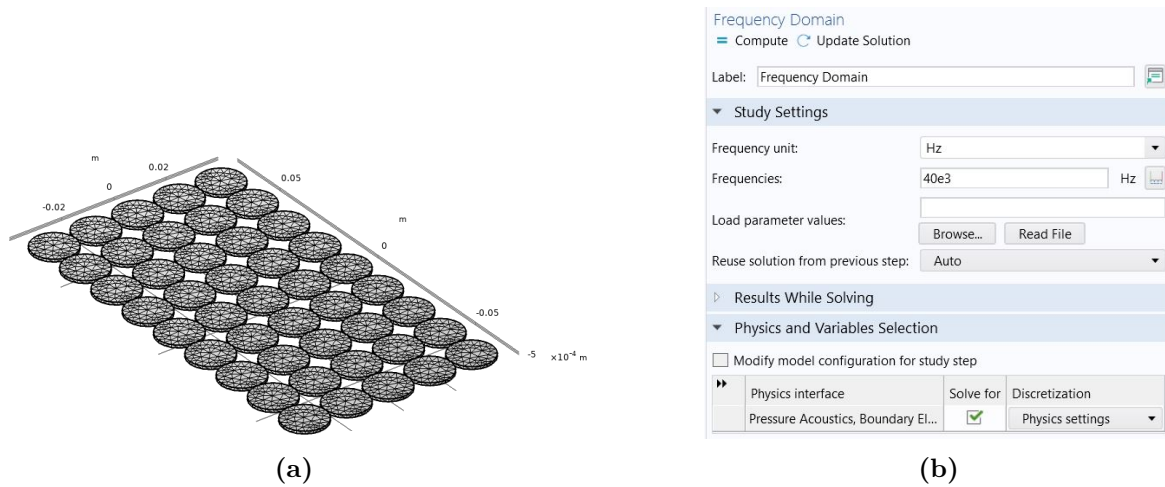 m
0.02
0
-0.02
0.05
m
0
-0.05
-5 ×10⁻⁴ m
(a)
Frequency Domain
= Compute Update Solution
Label: Frequency Domain
Study Settings
Frequency unit: Hz
Frequencies: 40e3 Hz
Load parameter values:
Browse... Read File
Reuse solution from previous step: Auto
Results While Solving
Physics and Variables Selection
Modify model configuration for study step
Physics interface Solve for Discretization
Pressure Acoustics, Boundary El... Physics settings
(b)